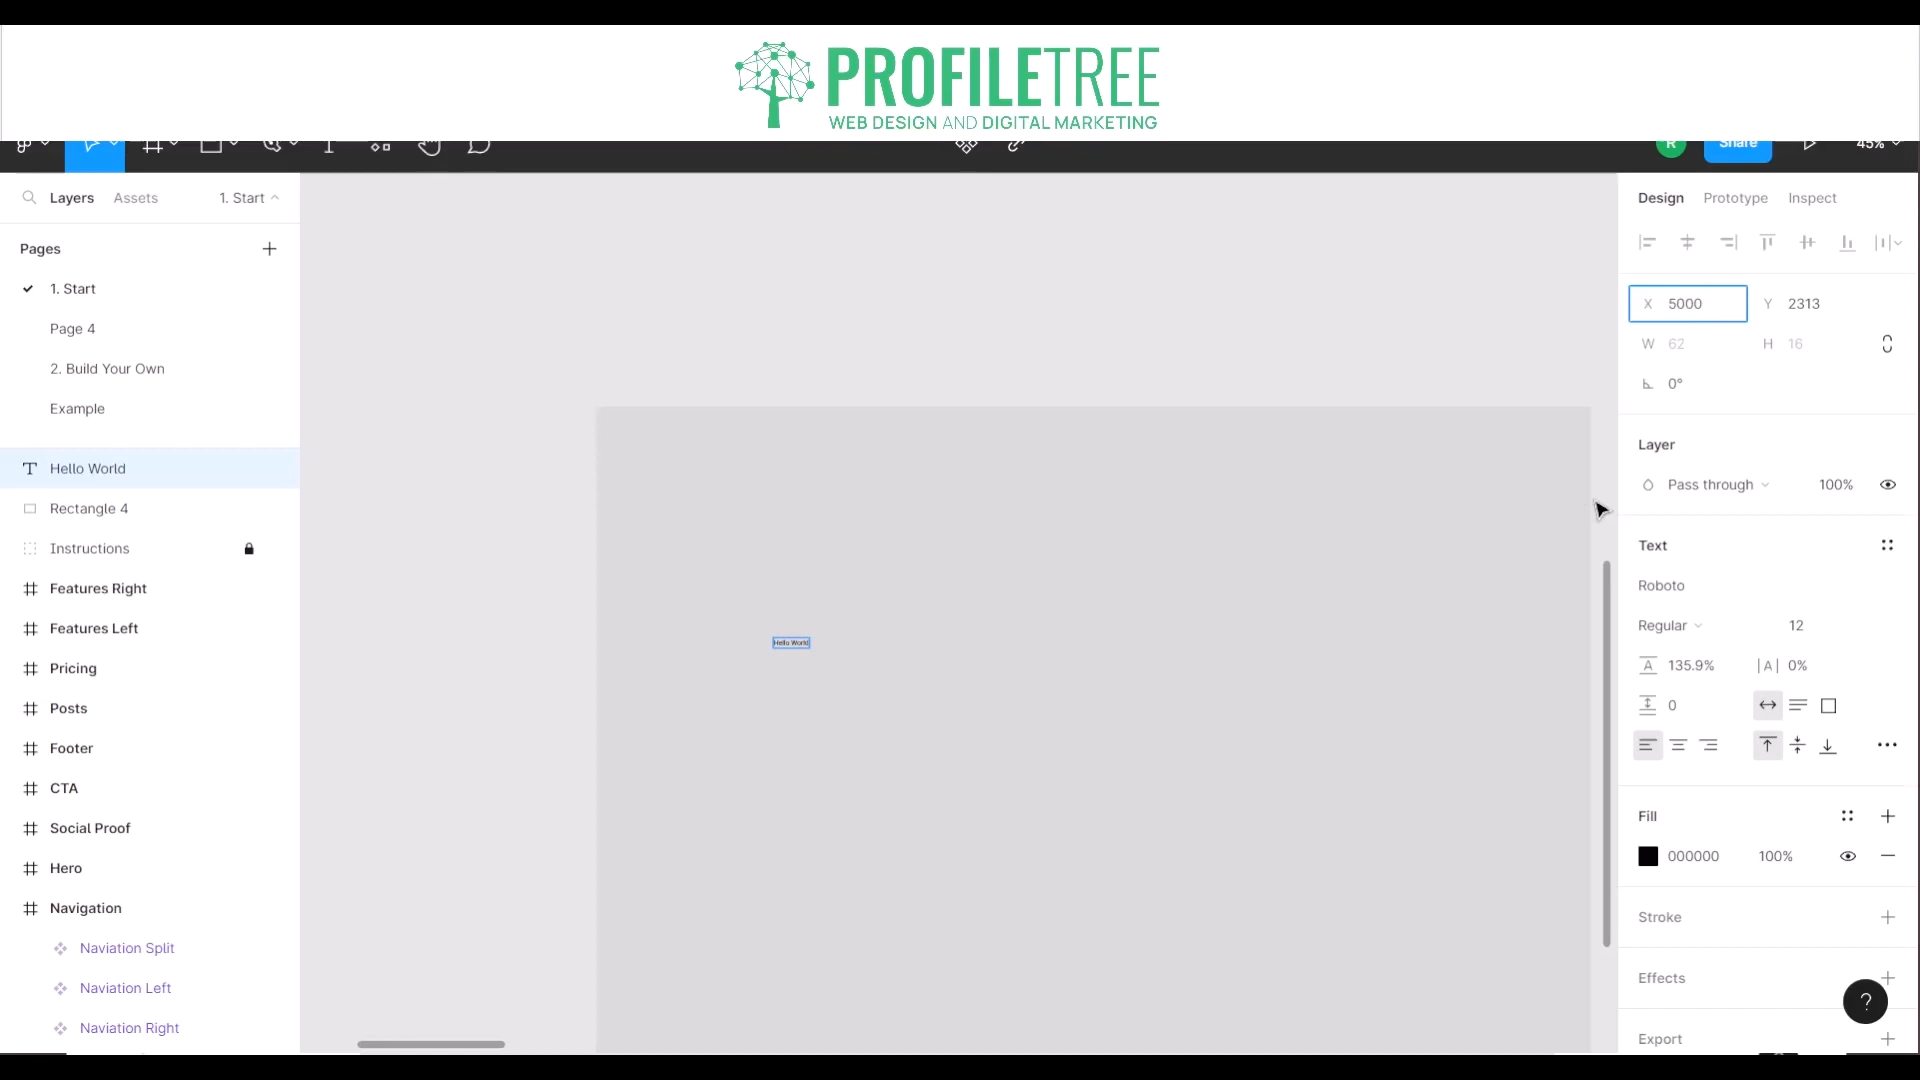 PROFILETREE
WEB DESIGN AND DIGITAL MARKETING
R
Share
45%
Layers
Assets
1. Start
Design
Prototype
Inspect
Pages
1. Start
Page 4
2. Build Your Own
Example
Hello World
Rectangle 4
Instructions
Features Right
Features Left
Pricing
Posts
Footer
CTA
Social Proof
Hero
Navigation
Naviation Split
Naviation Left
Naviation Right
Hello World
X 5000 Y 2313
W 62 H 16
0°
Layer
Pass through 100%
Text
Roboto
Regular 12
A 135.9% |A| 0%
0
Fill
000000 100%
Stroke
Effects
?
Export